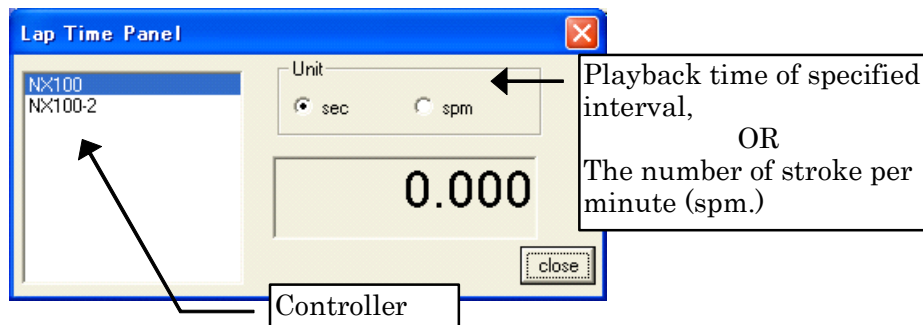 Lap Time Panel
NX100
NX100-2
Unit
sec
spm
0.000
close
Playback time of specified
interval,
OR
The number of stroke per
minute (spm.)
Controller